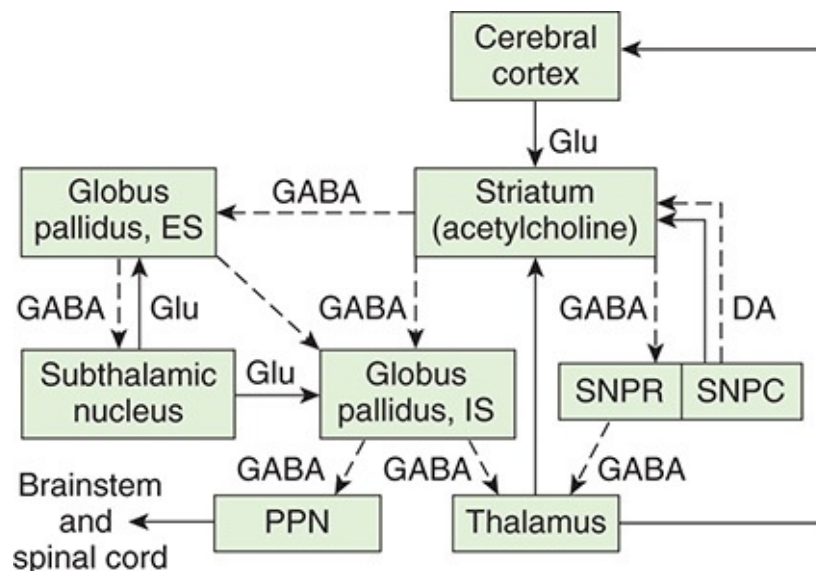 Cerebral
cortex
Glu
Globus
pallidus, ES
GABA
Striatum
(acetylcholine)
GABA
Glu
GABA
GABA
DA
Subthalamic
nucleus
Glu
Globus
pallidus, IS
SNPR
SNPC
GABA
GABA
GABA
Brainstem
and
spinal cord
PPN
Thalamus